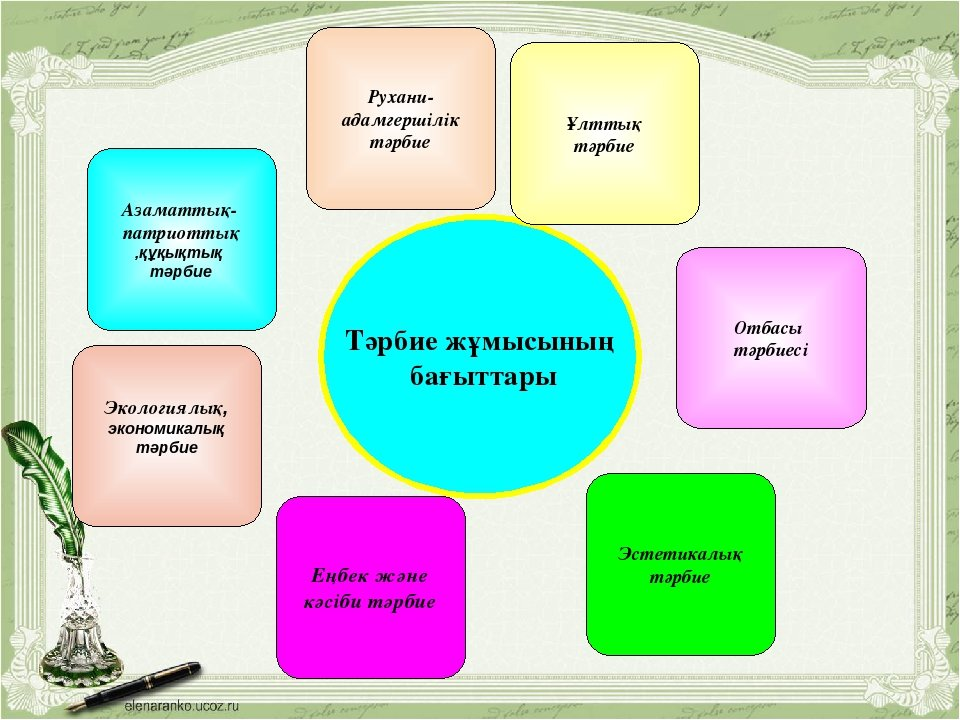 Рухани-
адамгершілік
тәрбие
Ұлттық
тәрбие
Азаматтық-
патриоттық
,құқықтық
тәрбие
Отбасы
тәрбиесі
Тәрбие жұмысының
бағыттары
Экологиялық,
экономикалық
тәрбие
Эстетикалық
тәрбие
Еңбек және
кәсіби тәрбие
elenaranko.ucoz.ru